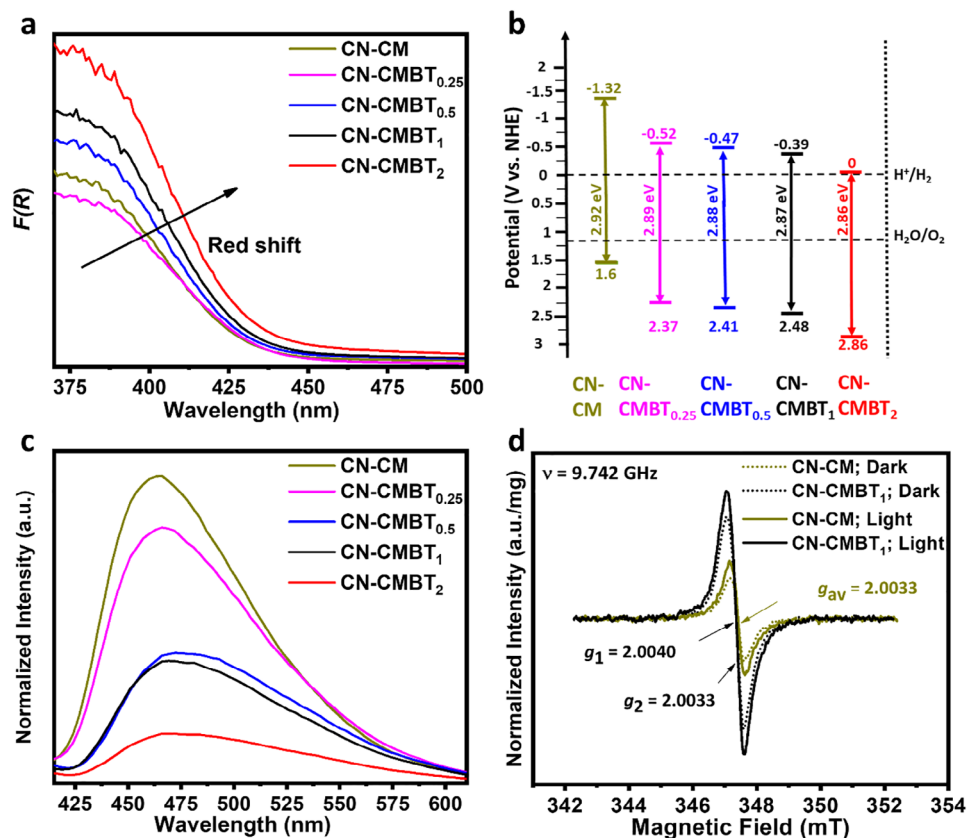 a
F(R)
CN-CM
CN-CMBT0.25
CN-CMBT0.5
CN-CMBT1
CN-CMBT2
Red shift
375 400 425 450 475 500
Wavelength (nm)
b
Potential (V vs. NHE)
2
-1.5
-1
-0.5
0
0.5
1
1.5
2
2.5
3
-1.32
-0.52
-0.47
-0.39
0
2.92 eV
2.89 eV
2.88 eV
2.87 eV
2.86 eV
1.6
2.37
2.41
2.48
2.86
H+/H2
H2O/O2
CN-CM
CN-CMBT0.25
CN-CMBT0.5
CN-CMBT1
CN-CMBT2
c
Normalized Intensity (a.u.)
CN-CM
CN-CMBT0.25
CN-CMBT0.5
CN-CMBT1
CN-CMBT2
425 450 475 500 525 550 575 600
Wavelength (nm)
d
Normalized Intensity (a.u./mg)
ν = 9.742 GHz
CN-CM; Dark
CN-CMBT1; Dark
CN-CM; Light
CN-CMBT1; Light
gav = 2.0033
g1 = 2.0040
g2 = 2.0033
342 344 346 348 350 352 354
Magnetic Field (mT)